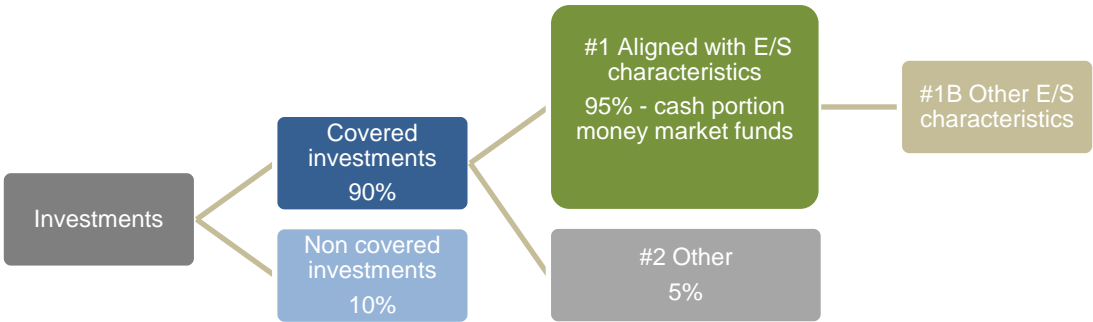 Investments
Covered
investments
90%
Non covered
investments
10%
#1 Aligned with E/S
characteristics
95% - cash portion
money market funds
#2 Other
5%
#1B Other E/S
characteristics